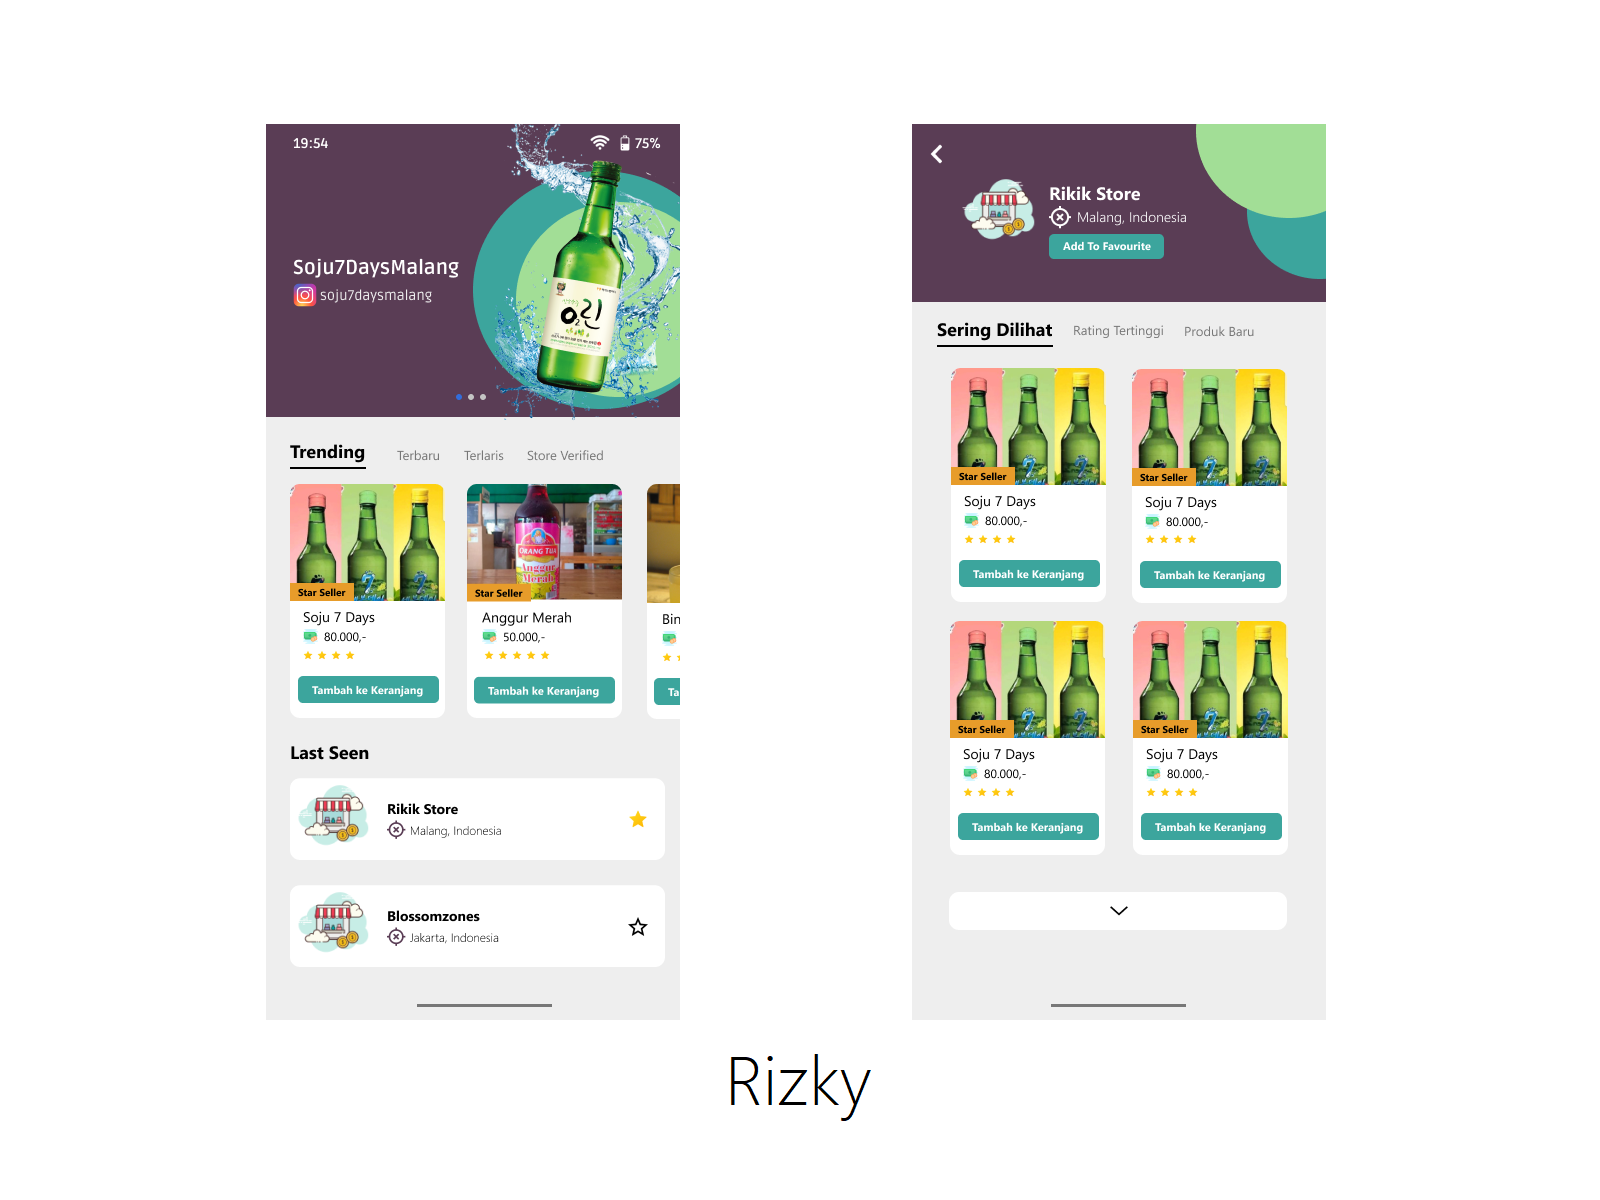 19:54
75%
Soju7DaysMalang
soju7daysmalang
Trending
Terbaru
Terlaris
Store Verified
Star Seller
Soju 7 Days
80.000,-
Tambah ke Keranjang
ORANG TUA
Anggur
Merah
Star Seller
Anggur Merah
50.000,-
Tambah ke Keranjang
Bin
Ta
Last Seen
Rikik Store
Malang, Indonesia
Blossomzones
Jakarta, Indonesia
Rikik Store
Malang, Indonesia
Add To Favourite
Sering Dilihat
Rating Tertinggi
Produk Baru
Star Seller
Soju 7 Days
80.000,-
Tambah ke Keranjang
Star Seller
Soju 7 Days
80.000,-
Tambah ke Keranjang
Star Seller
Soju 7 Days
80.000,-
Tambah ke Keranjang
Star Seller
Soju 7 Days
80.000,-
Tambah ke Keranjang
Rizky